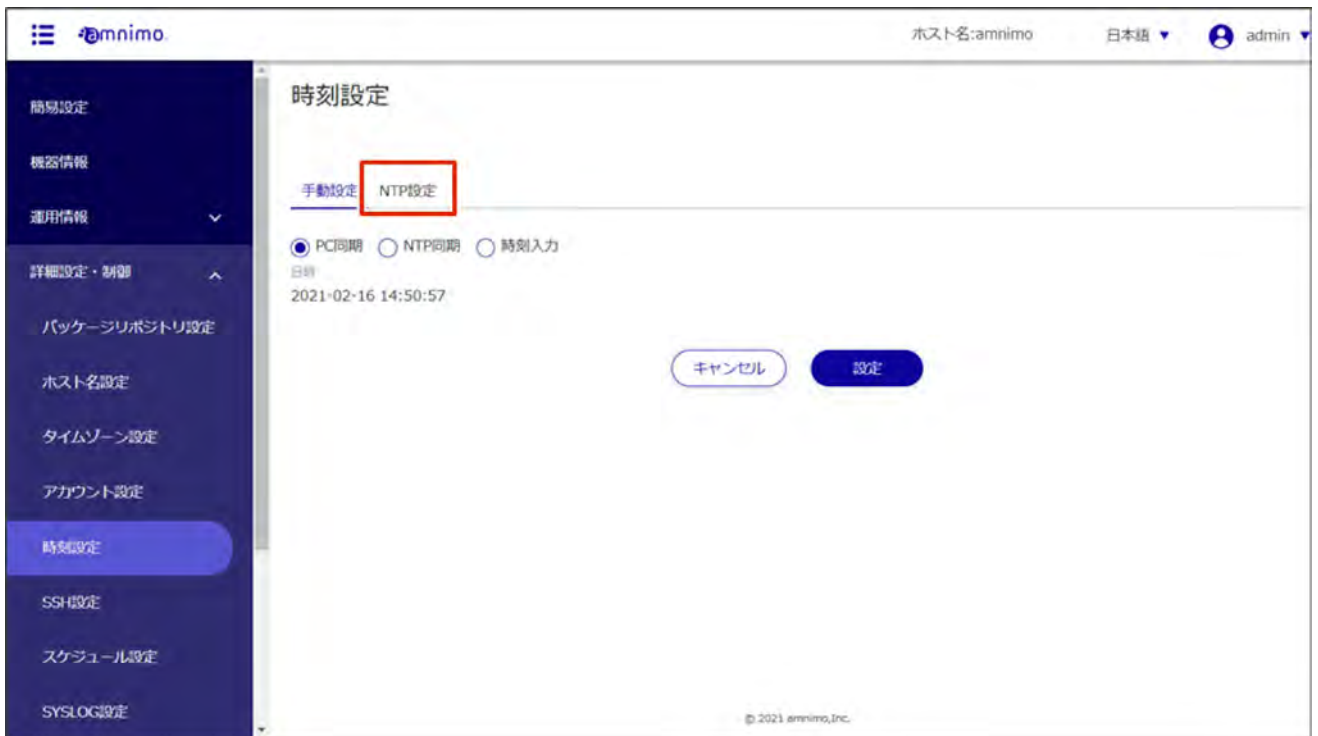 amnimo
ホスト名:amnimo
日本語 ▼
admin ▼
簡易設定
機器情報
運用情報
詳細設定・制御
パッケージリポジトリ設定
ホスト名設定
タイムゾーン設定
アカウント設定
時刻設定
SSH設定
スケジュール設定
SYSLOG設定
時刻設定
手動設定 NTP設定
PC同期 NTP同期 時刻入力
日時
2021-02-16 14:50:57
キャンセル 設定
© 2021 amnimo,Inc.